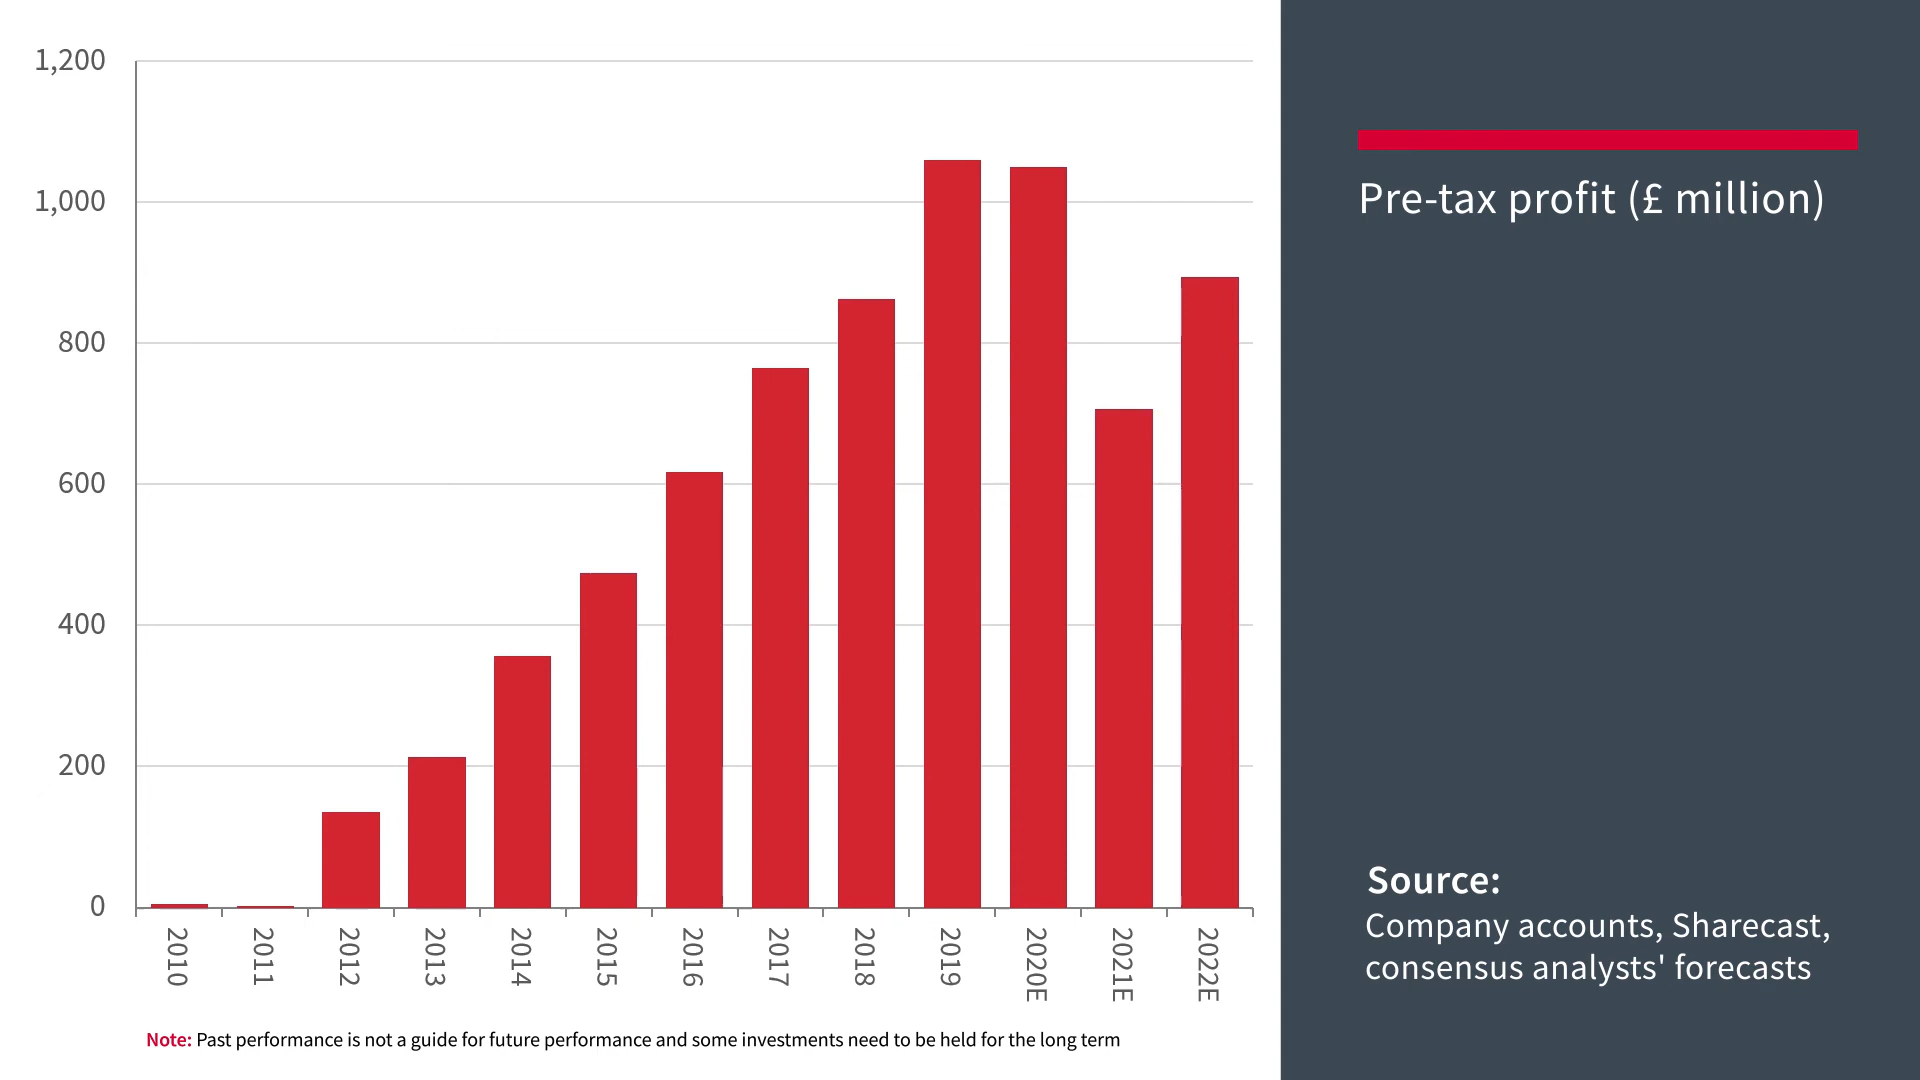 1,200
1,000
800
600
400
200
0
2010
2011
2012
2013
2014
2015
2016
2017
2018
2019
2020E
2021E
2022E
Note: Past performance is not a guide for future performance and some investments need to be held for the long term
Pre-tax profit (£ million)
Source:
Company accounts, Sharecast,
consensus analysts' forecasts